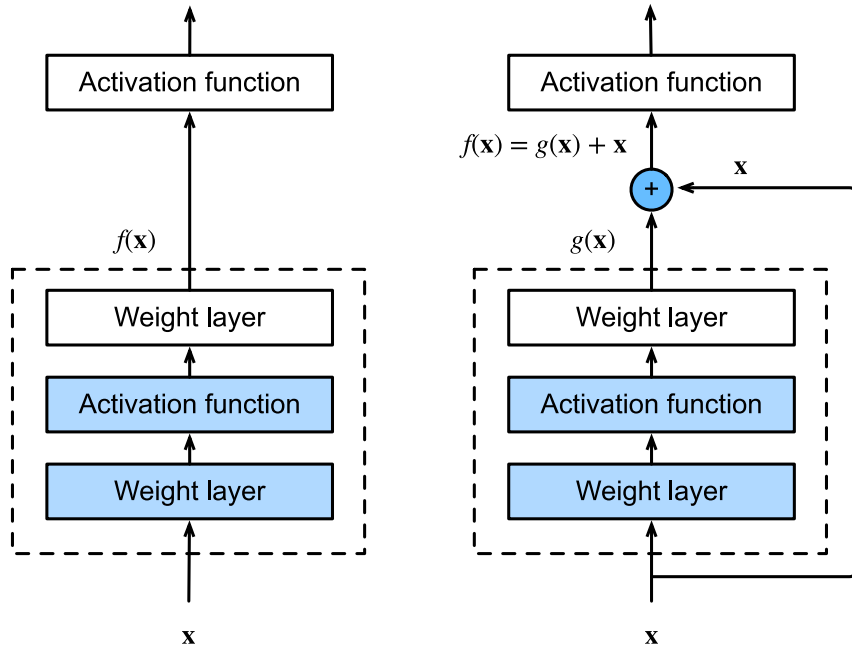 Activation function
f(x)
Weight layer
Activation function
Weight layer
x
Activation function
f(x) = g(x) + x
+
x
g(x)
Weight layer
Activation function
Weight layer
x